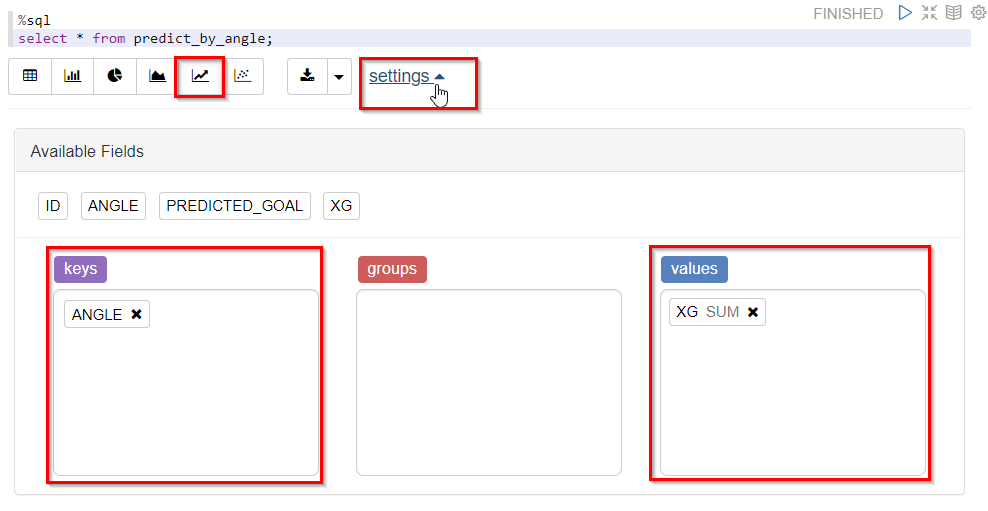 %sql
FINISHED
select * from predict_by_angle;
settings
Available Fields
ID ANGLE PREDICTED_GOAL XG
keys groups values
ANGLE ✖ XG SUM ✖